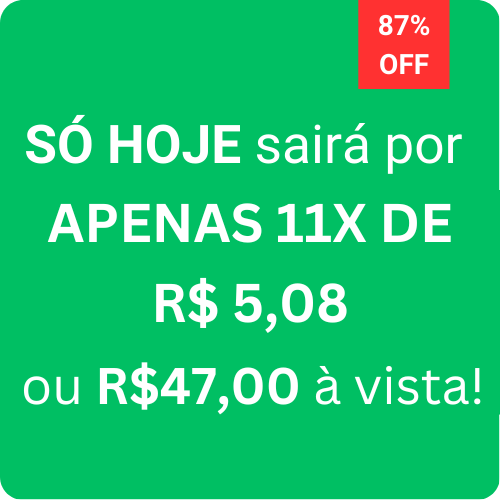 87%
OFF
SÓ HOJE sairá por
APENAS 11X DE
R$ 5,08
ou R$47,00 à vista!